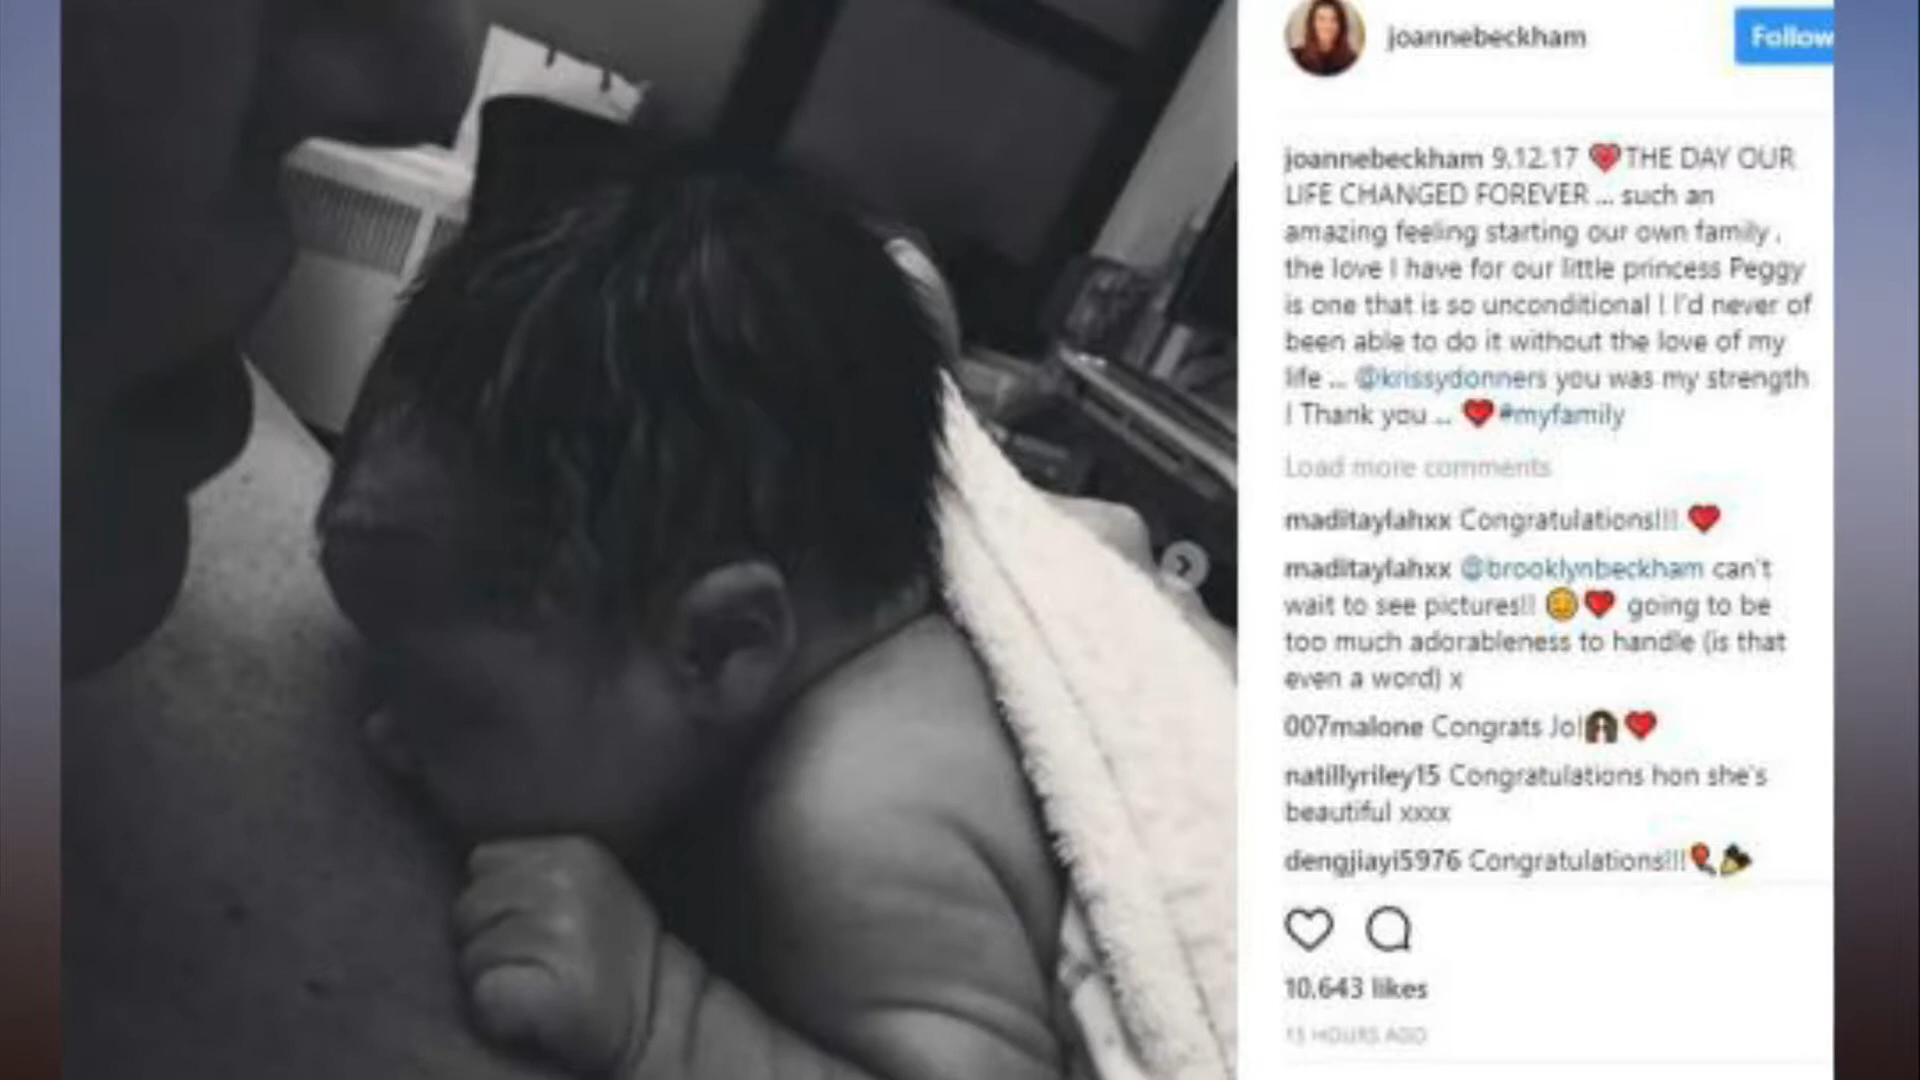 joannebeckham
Follow
joannebeckham 9.12.17 ❤️THE DAY OUR
LIFE CHANGED FOREVER ... such an
amazing feeling starting our own family ,
the love I have for our little princess Peggy
is one that is so unconditional ! I'd never of
been able to do it without the love of my
life ... @krissydonners you was my strength
! Thank you ... ❤️#myfamily
Load more comments
maditaylahxx Congratulations!!! ❤️
maditaylahxx @brooklynbeckham can't
wait to see pictures!! 😊❤️ going to be
too much adorableness to handle (is that
even a word) x
007malone Congrats Jo!❤️
natillyriley15 Congratulations hon she's
beautiful xxxx
dengjiayi5976 Congratulations!!!🎈🎉
10,643 likes
15 HOURS AGO